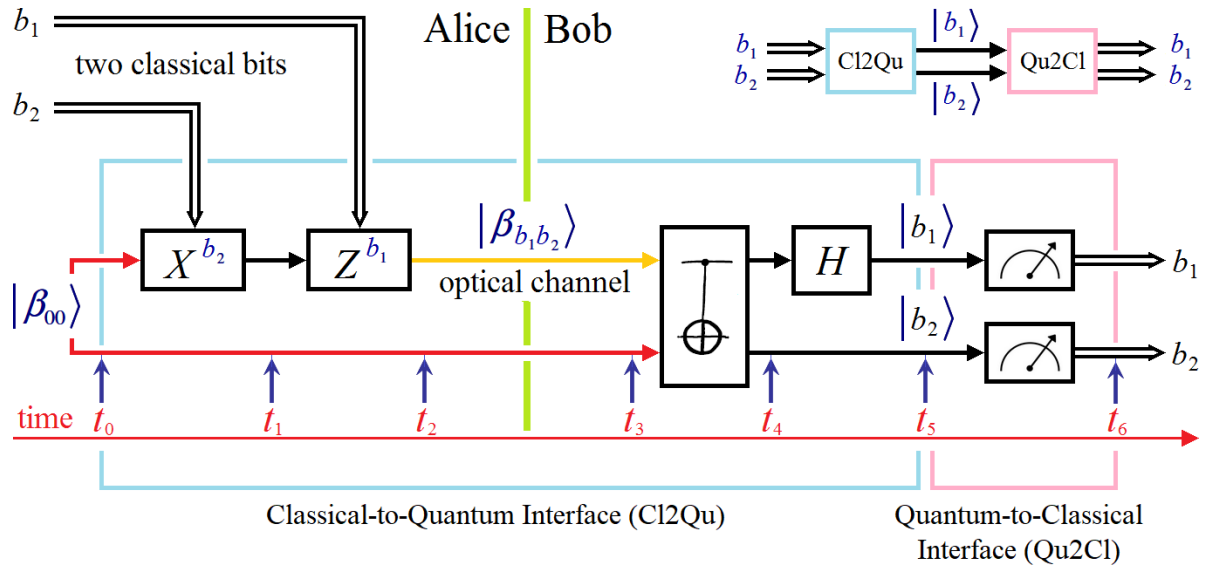 b₁
two classical bits
b₂
Alice
Bob
b₁
b₂
Cl2Qu
|b₁⟩
|b₂⟩
Qu2Cl
b₁
b₂
|β₀₀⟩
X^b₂
Z^b₁
|β_b₁b₂⟩
optical channel
H
|b₁⟩
|b₂⟩
b₁
b₂
time
t₀
t₁
t₂
t₃
t₄
t₅
t₆
Classical-to-Quantum Interface (Cl2Qu)
Quantum-to-Classical
Interface (Qu2Cl)